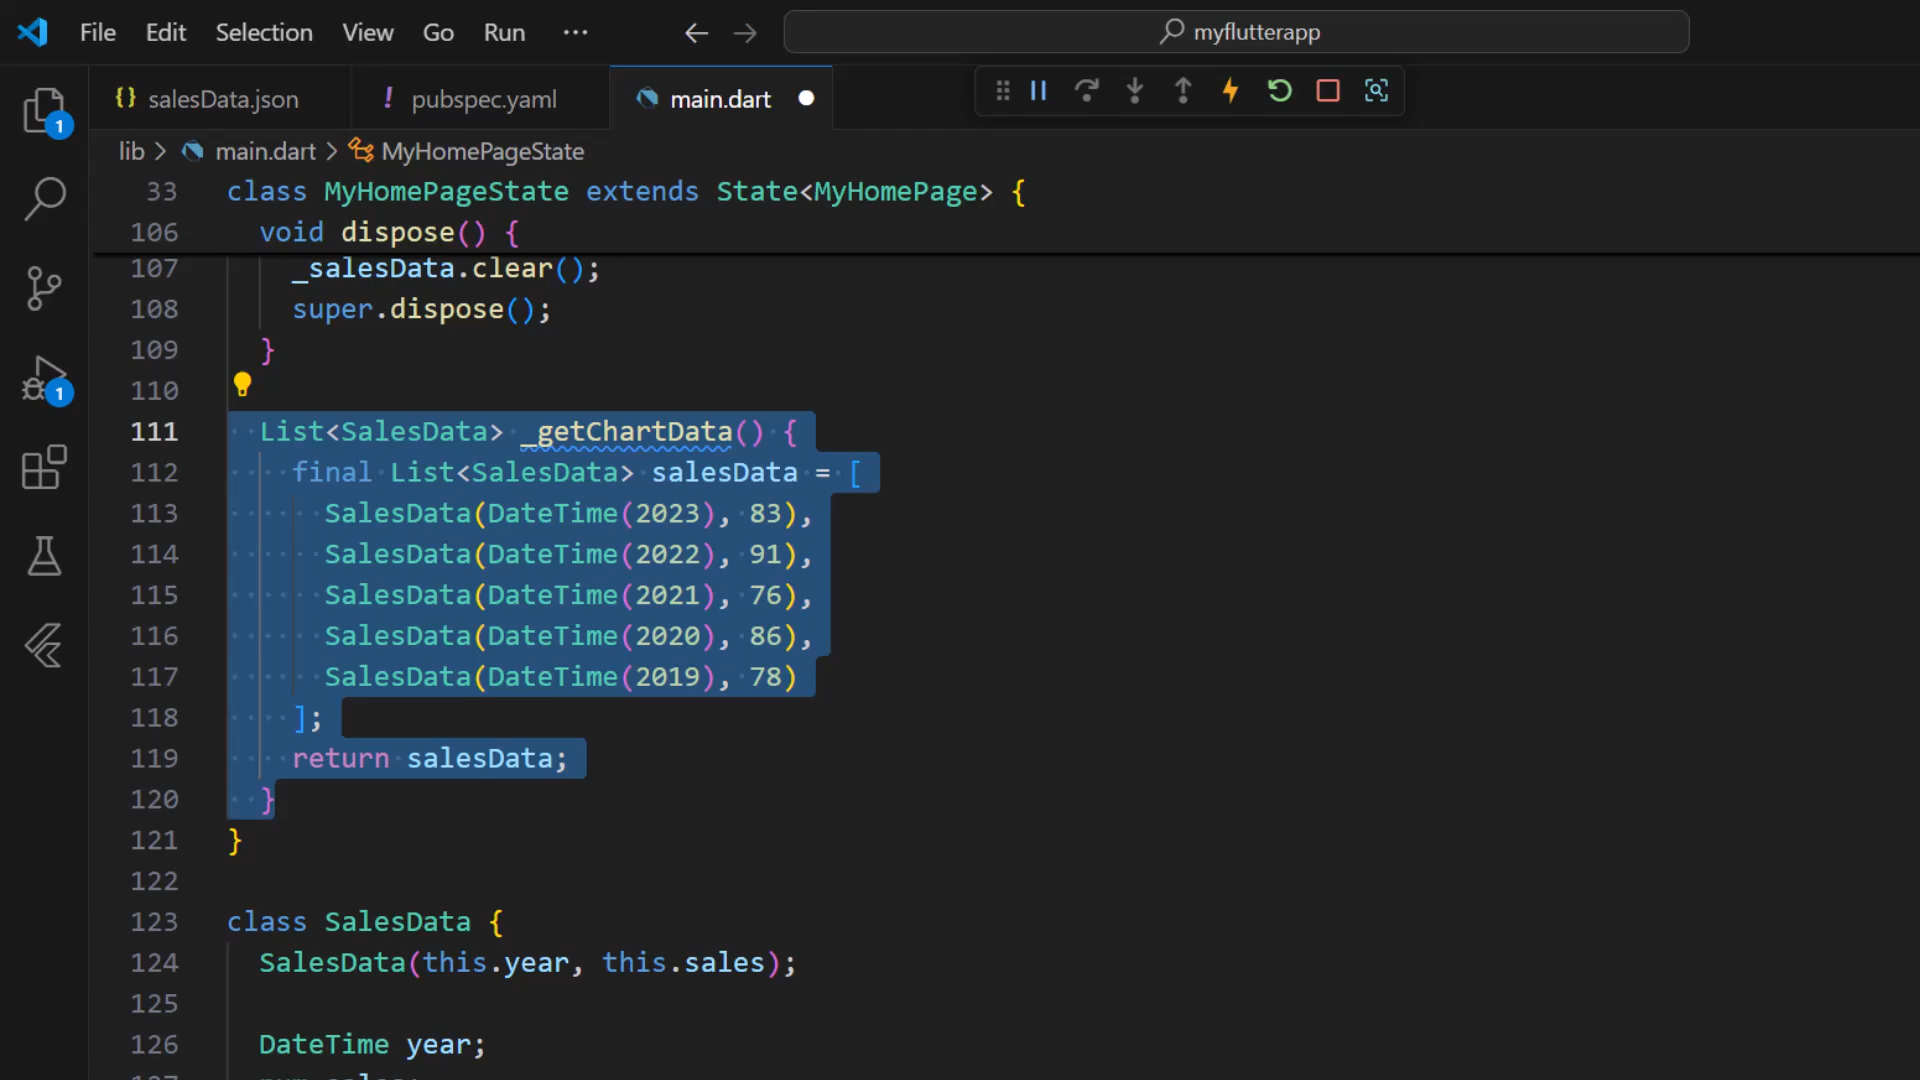 File Edit Selection View Go Run ··· myflutterapp
{} salesData.json ! pubspec.yaml main.dart
1
lib > main.dart > MyHomePageState
33 class MyHomePageState extends State<MyHomePage> {
106 void dispose() {
107 _salesData.clear();
108 super.dispose();
109 }
1
110
111 List<SalesData> _getChartData() {
112 final List<SalesData> salesData = [
113 SalesData(DateTime(2023), 83),
114 SalesData(DateTime(2022), 91),
115 SalesData(DateTime(2021), 76),
116 SalesData(DateTime(2020), 86),
117 SalesData(DateTime(2019), 78)
118 ];
119 return salesData;
120 }
121 }
122
123 class SalesData {
124 SalesData(this.year, this.sales);
125
126 DateTime year;